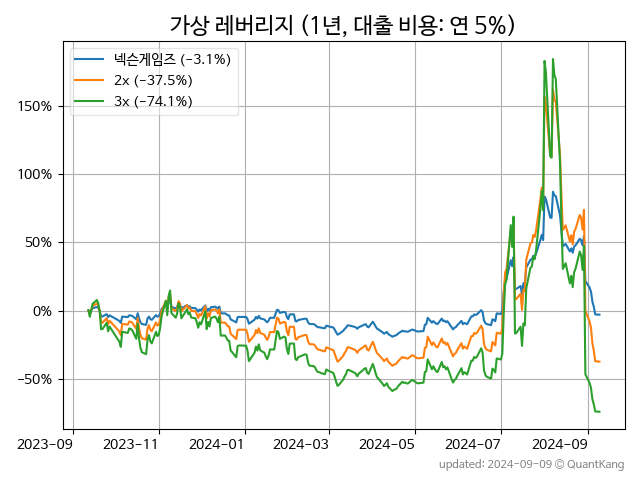 가상 레버리지 (1년, 대출 비용: 연 5%)
넥슨게임즈 (−3.1%)
2x (−37.5%)
3x (−74.1%)
150%
100%
50%
0%
−50%
2023−09 2023−11 2024−01 2024−03 2024−05 2024−07 2024−09
updated: 2024−09−09 © QuantKang